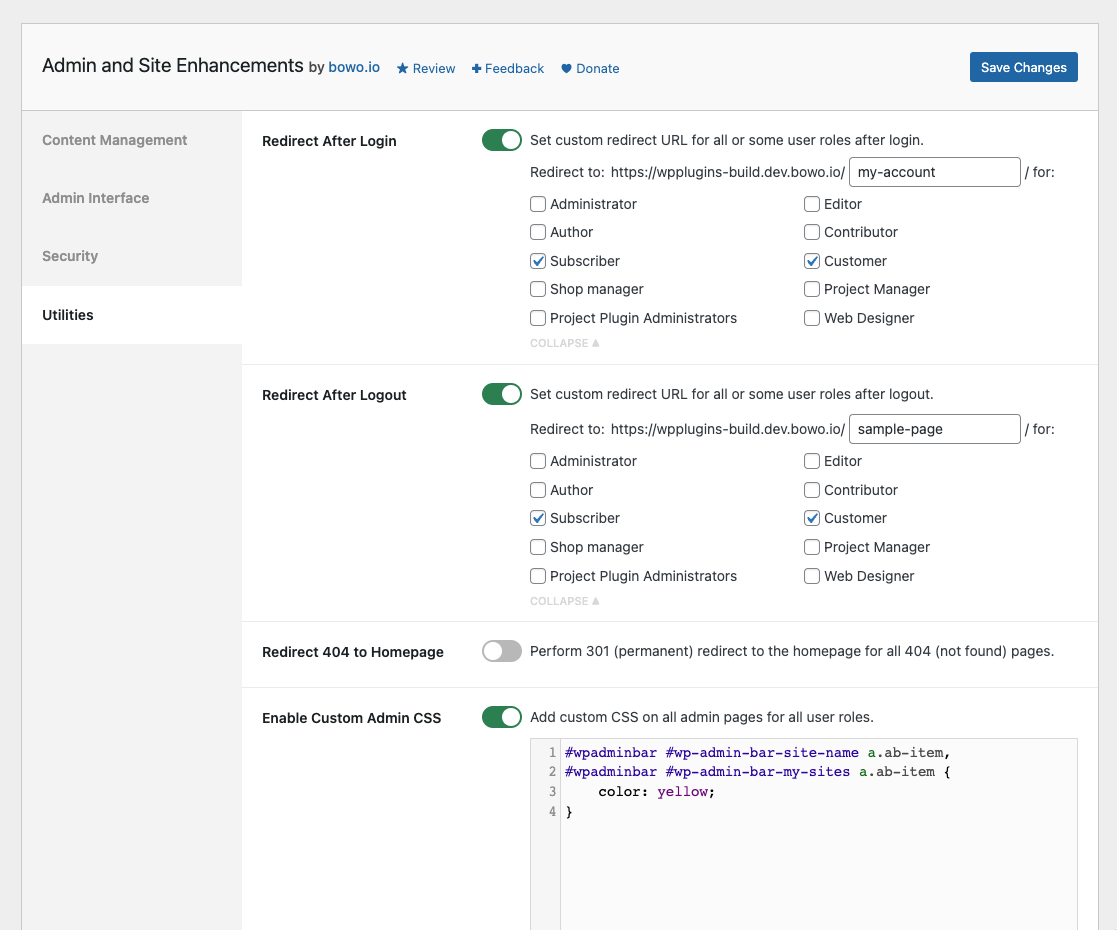 Admin and Site Enhancements by bowo.io Review Feedback Donate
Save Changes
Content Management
Admin Interface
Security
Utilities
Redirect After Login
Set custom redirect URL for all or some user roles after login.
Redirect to: https://wpplugins-build.dev.bowo.io/ my-account / for:
Administrator Editor
Author Contributor
Subscriber Customer
Shop manager Project Manager
Project Plugin Administrators Web Designer
COLLAPSE ▲
Redirect After Logout
Set custom redirect URL for all or some user roles after logout.
Redirect to: https://wpplugins-build.dev.bowo.io/ sample-page / for:
Administrator Editor
Author Contributor
Subscriber Customer
Shop manager Project Manager
Project Plugin Administrators Web Designer
COLLAPSE ▲
Redirect 404 to Homepage
Perform 301 (permanent) redirect to the homepage for all 404 (not found) pages.
Enable Custom Admin CSS
Add custom CSS on all admin pages for all user roles.
1 #wpadminbar #wp-admin-bar-site-name a.ab-item,
2 #wpadminbar #wp-admin-bar-my-sites a.ab-item {
3     color: yellow;
4 }